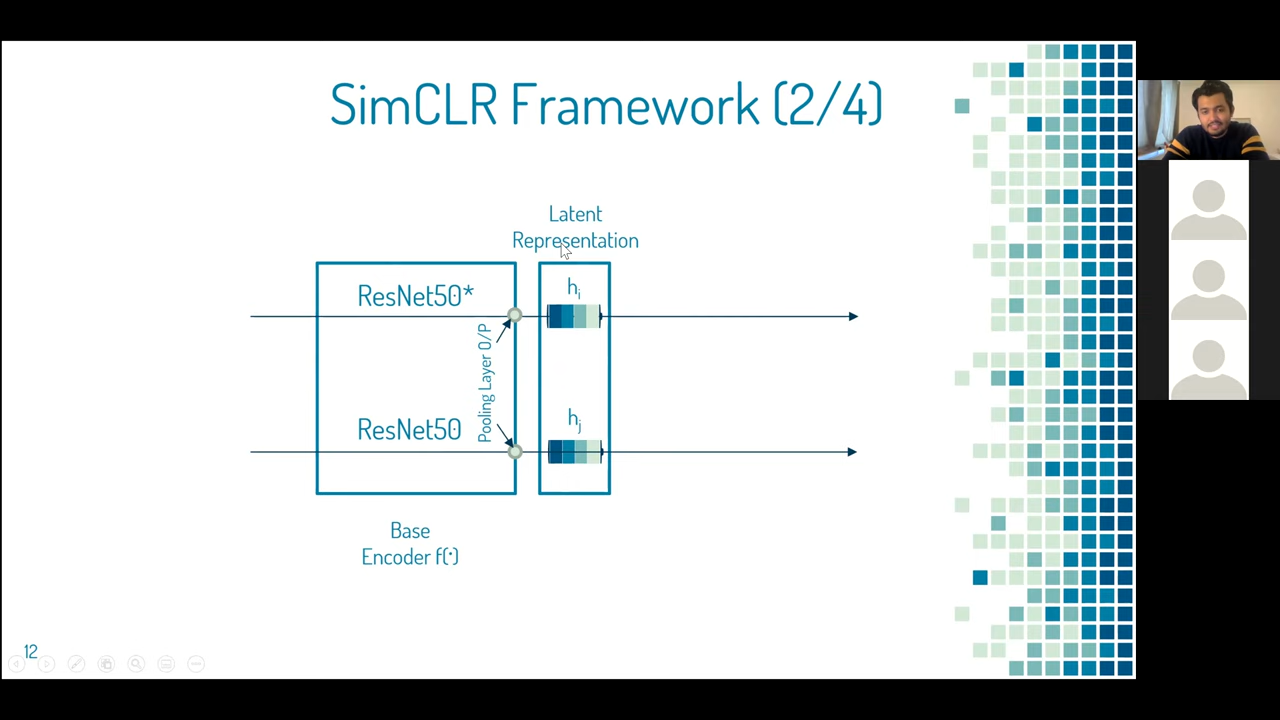 SimCLR Framework (2/4)
Latent
Representation
ResNet50*
h_i
Pooling Layer O/P
ResNet50
h_j
Base
Encoder f(·)
12